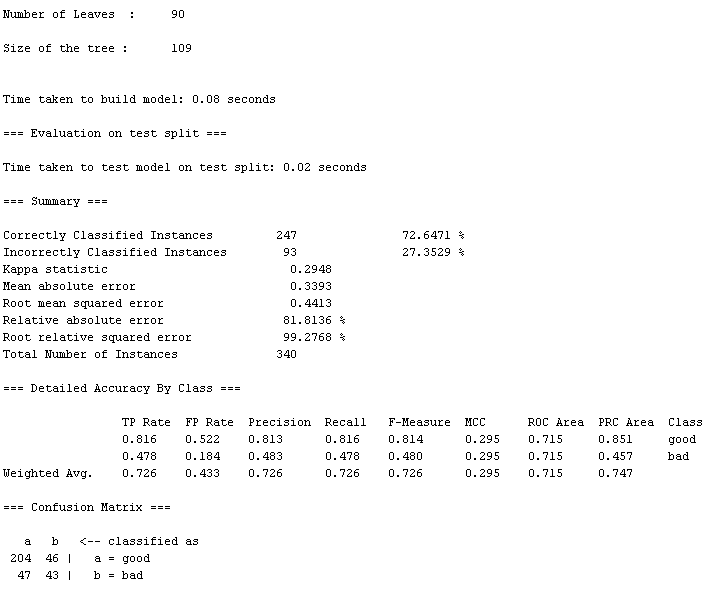 Number of Leaves  :     90
Size of the tree :      109
Time taken to build model: 0.08 seconds
=== Evaluation on test split ===
Time taken to test model on test split: 0.02 seconds
=== Summary ===
Correctly Classified Instances         247               72.6471 %
Incorrectly Classified Instances        93               27.3529 %
Kappa statistic                          0.2948
Mean absolute error                      0.3393
Root mean squared error                  0.4413
Relative absolute error                 81.8136 %
Root relative squared error             99.2768 %
Total Number of Instances              340
=== Detailed Accuracy By Class ===
                 TP Rate  FP Rate  Precision  Recall   F-Measure  MCC      ROC Area  PRC Area  Class
                 0.816    0.522    0.813      0.816    0.814      0.295    0.715     0.851     good
                 0.478    0.184    0.483      0.478    0.480      0.295    0.715     0.457     bad
Weighted Avg.    0.726    0.433    0.726      0.726    0.726      0.295    0.715     0.747
=== Confusion Matrix ===
   a   b   <-- classified as
 204  46 |   a = good
  47  43 |   b = bad